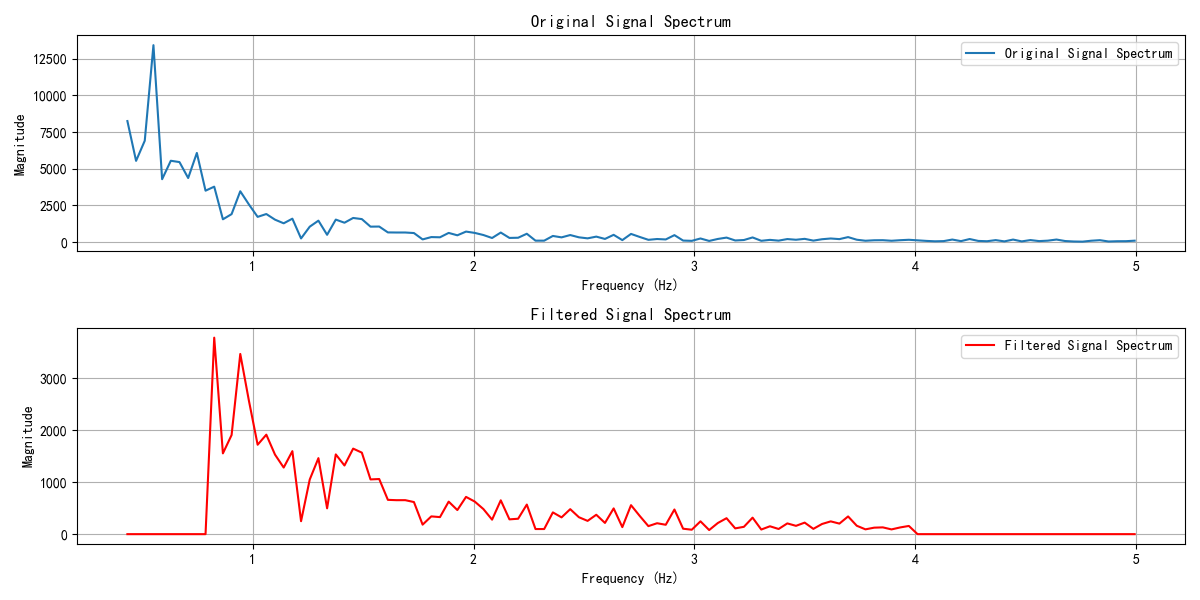 Original Signal Spectrum
Original Signal Spectrum
Magnitude
12500
10000
7500
5000
2500
0
1 2 3 4 5
Frequency (Hz)
Filtered Signal Spectrum
Filtered Signal Spectrum
Magnitude
3000
2000
1000
0
1 2 3 4 5
Frequency (Hz)